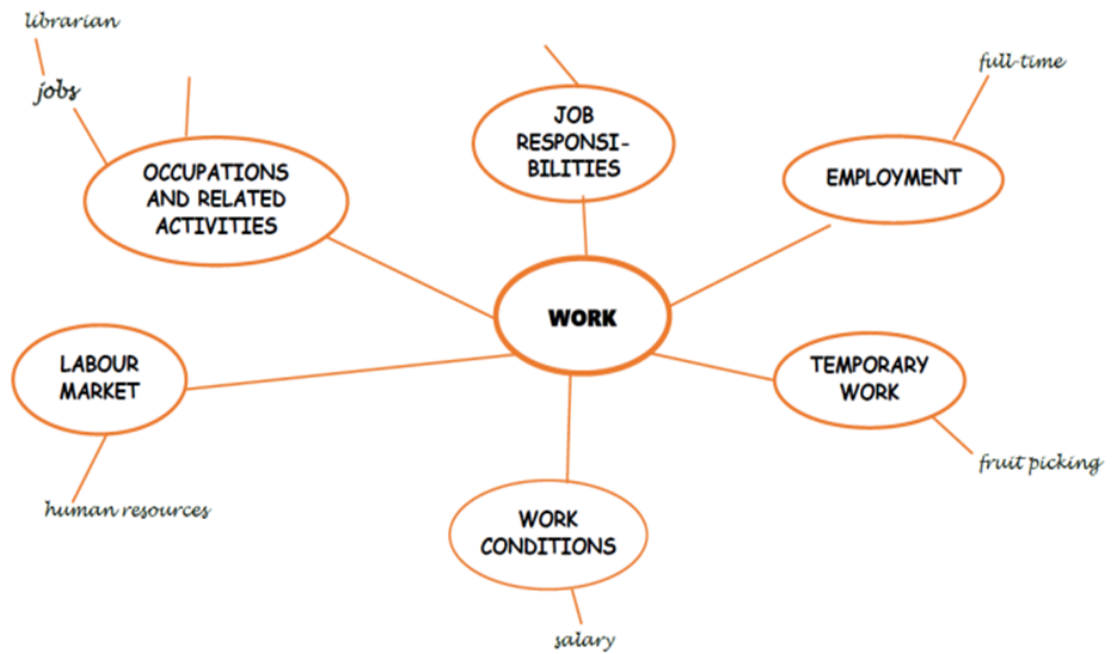 librarian
jobs
full-time
OCCUPATIONS
AND RELATED
ACTIVITIES
JOB
RESPONSI-
BILITIES
EMPLOYMENT
WORK
LABOUR
MARKET
TEMPORARY
WORK
human resources
fruit picking
WORK
CONDITIONS
salary